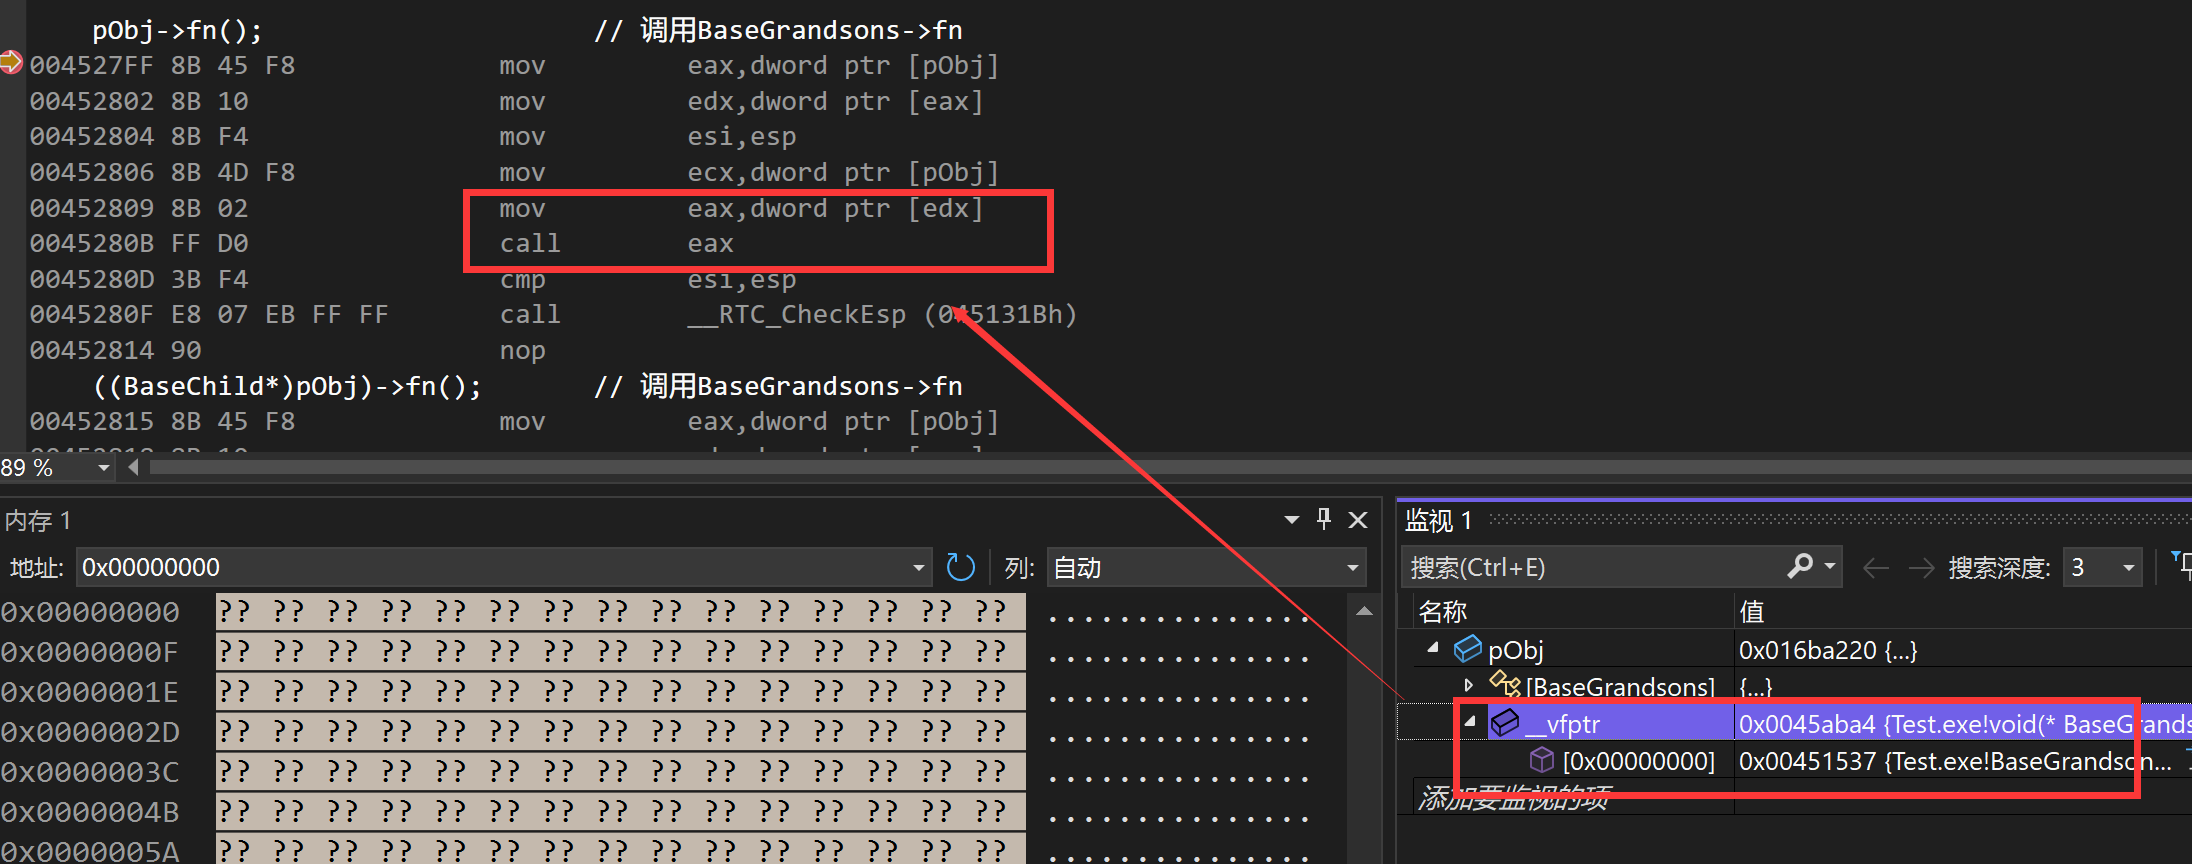 pObj->fn(); // 调用BaseGrandsons->fn
004527FF 8B 45 F8 mov eax,dword ptr [pObj]
00452802 8B 10 mov edx,dword ptr [eax]
00452804 8B F4 mov esi,esp
00452806 8B 4D F8 mov ecx,dword ptr [pObj]
00452809 8B 02 mov eax,dword ptr [edx]
0045280B FF D0 call eax
0045280D 3B F4 cmp esi,esp
0045280F E8 07 EB FF FF call __RTC_CheckEsp (045131Bh)
00452814 90 nop
((BaseChild*)pObj)->fn(); // 调用BaseGrandsons->fn
00452815 8B 45 F8 mov eax,dword ptr [pObj]
89 %
内存 1
地址: 0x00000000 列: 自动
0x00000000 ?? ?? ?? ?? ?? ?? ?? ?? ?? ?? ?? ?? ?? ?? ?? ...............
0x0000000F ?? ?? ?? ?? ?? ?? ?? ?? ?? ?? ?? ?? ?? ?? ?? ...............
0x0000001E ?? ?? ?? ?? ?? ?? ?? ?? ?? ?? ?? ?? ?? ?? ?? ...............
0x0000002D ?? ?? ?? ?? ?? ?? ?? ?? ?? ?? ?? ?? ?? ?? ?? ...............
0x0000003C ?? ?? ?? ?? ?? ?? ?? ?? ?? ?? ?? ?? ?? ?? ?? ...............
0x0000004B ?? ?? ?? ?? ?? ?? ?? ?? ?? ?? ?? ?? ?? ?? ?? ...............
0x0000005A ?? ?? ?? ?? ?? ?? ?? ?? ?? ?? ?? ?? ?? ?? ?? ...............
监视 1
搜索(Ctrl+E) 搜索深度: 3
名称 值
pObj 0x016ba220 {...}
[BaseGrandsons] {...}
__vfptr 0x0045aba4 {Test.exe!void(* BaseGrands
[0x00000000] 0x00451537 {Test.exe!BaseGrandson...
添加要监视的项